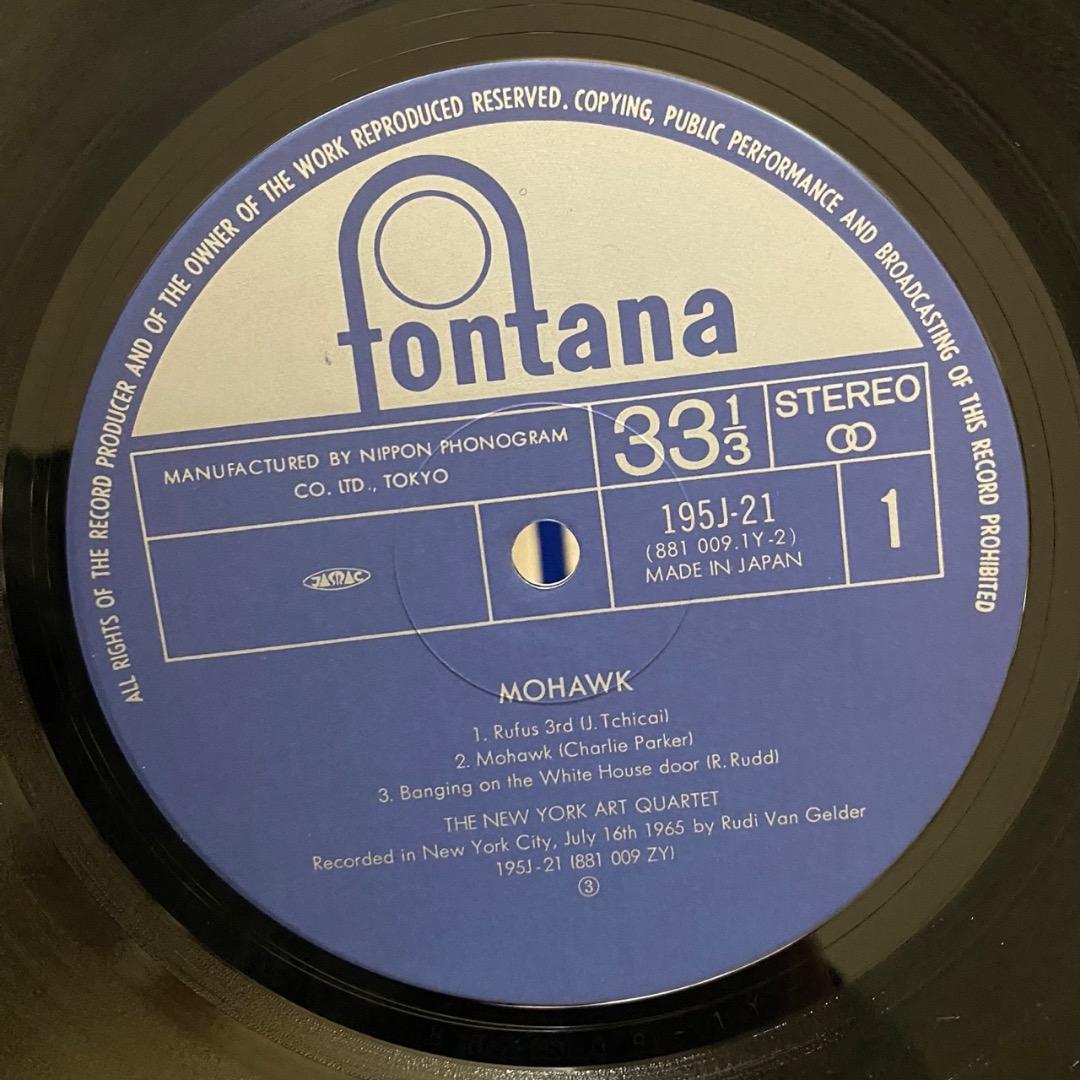 ALL RIGHTS OF THE RECORD PRODUCER AND OF THE OWNER OF THE WORK REPRODUCED RESERVED. COPYING, PUBLIC PERFORMANCE AND BROADCASTING OF THIS RECORD PROHIBITED
fontana
MANUFACTURED BY NIPPON PHONOGRAM
CO. LTD., TOKYO
33 1/3
STEREO
195J-21
(881 009.1Y-2)
MADE IN JAPAN
1
JASRAC
MOHAWK
1. Rufus 3rd (J. Tchicai)
2. Mohawk (Charlie Parker)
3. Banging on the White House door (R. Rudd)
THE NEW YORK ART QUARTET
Recorded in New York City, July 16th 1965 by Rudi Van Gelder
195J-21 (881 009 ZY)
③